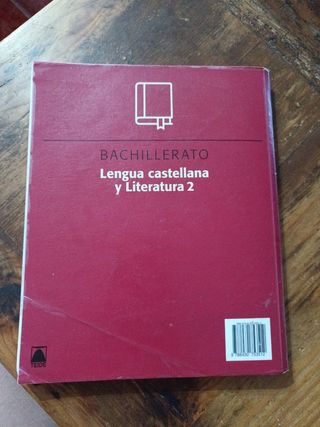 BACHILLERATO
Lengua castellana
y Literatura 2
TEIDE